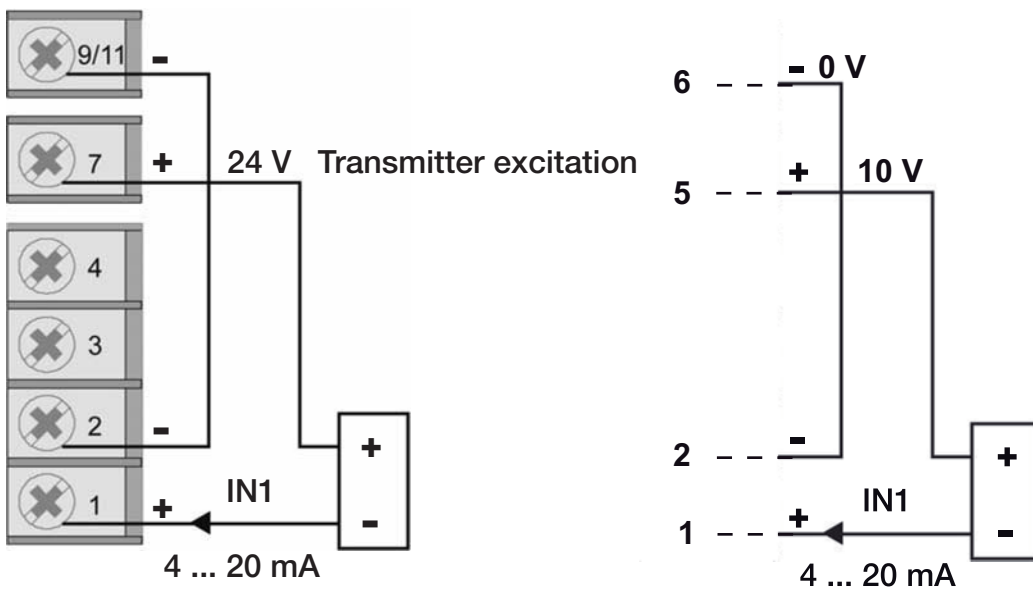 9/11 -
7 + 24 V Transmitter excitation
4
3
2 -
+
1 + IN1
-
4 ... 20 mA
6 - 0 V
5 + 10 V
2 -
+
1 + IN1
-
4 ... 20 mA